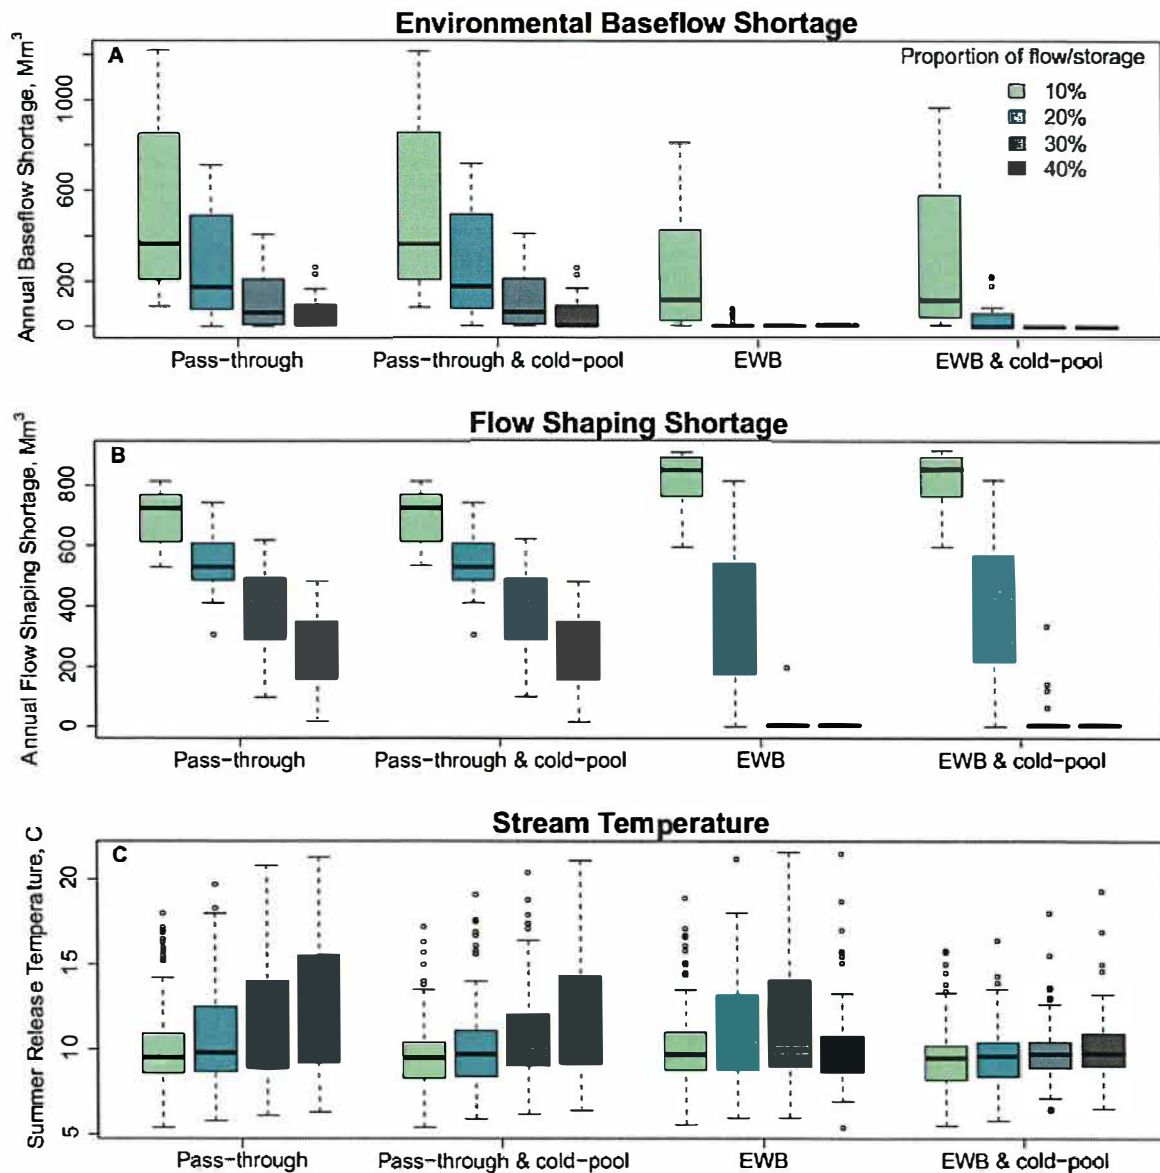 Environmental Baseflow Shortage
A
Proportion of flow/storage
10%
20%
30%
40%
Annual Baseflow Shortage, Mm³
0
200
600
1000
Pass-through
Pass-through & cold-pool
EWB
EWB & cold-pool
Flow Shaping Shortage
B
Annual Flow Shaping Shortage, Mm³
0
200
400
600
800
Pass-through
Pass-through & cold-pool
EWB
EWB & cold-pool
Stream Temperature
C
Summer Release Temperature, C
5
10
15
20
Pass-through
Pass-through & cold-pool
EWB
EWB & cold-pool